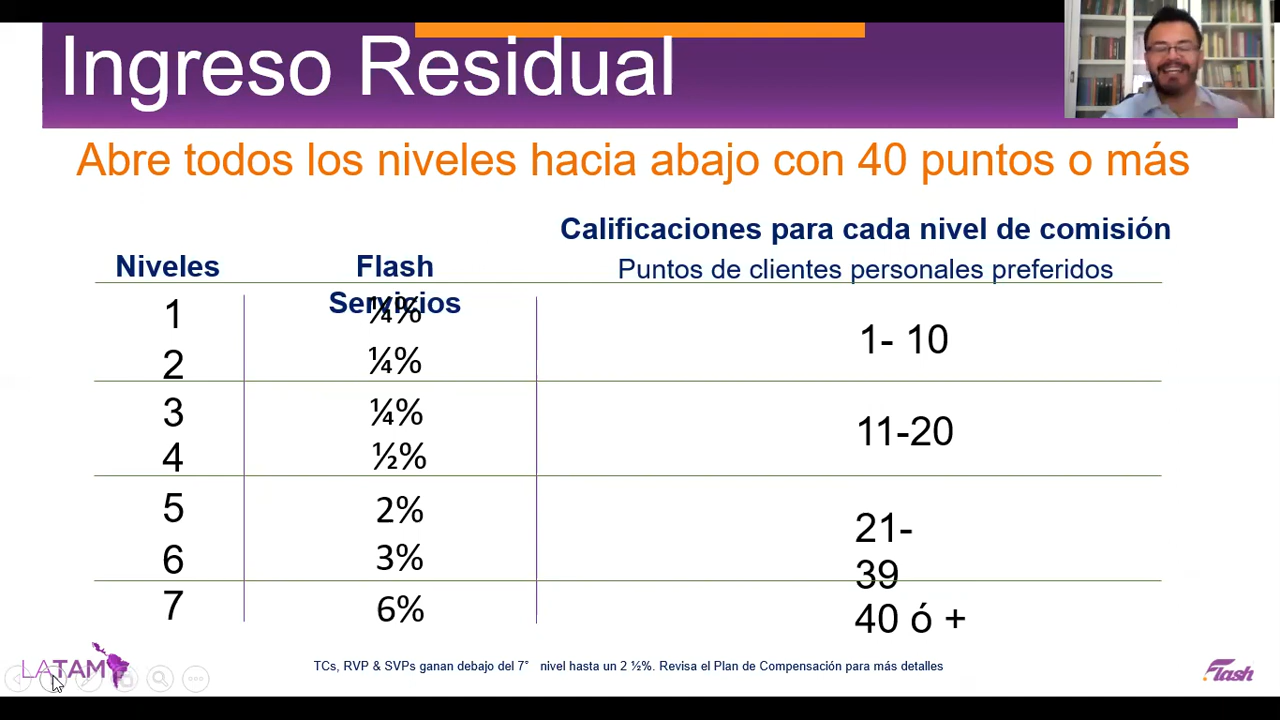 Ingreso Residual
Abre todos los niveles hacia abajo con 40 puntos o más
Calificaciones para cada nivel de comisión
Niveles Flash Puntos de clientes personales preferidos
Servicios
1 ¼%
1- 10
2 ¼%
3 ¼%
11-20
4 ½%
5 2%
21-
6 3%
39
7 6%
40 ó +
LATAM
TCs, RVP & SVPs ganan debajo del 7° nivel hasta un 2 ½%. Revisa el Plan de Compensación para más detalles
Flash